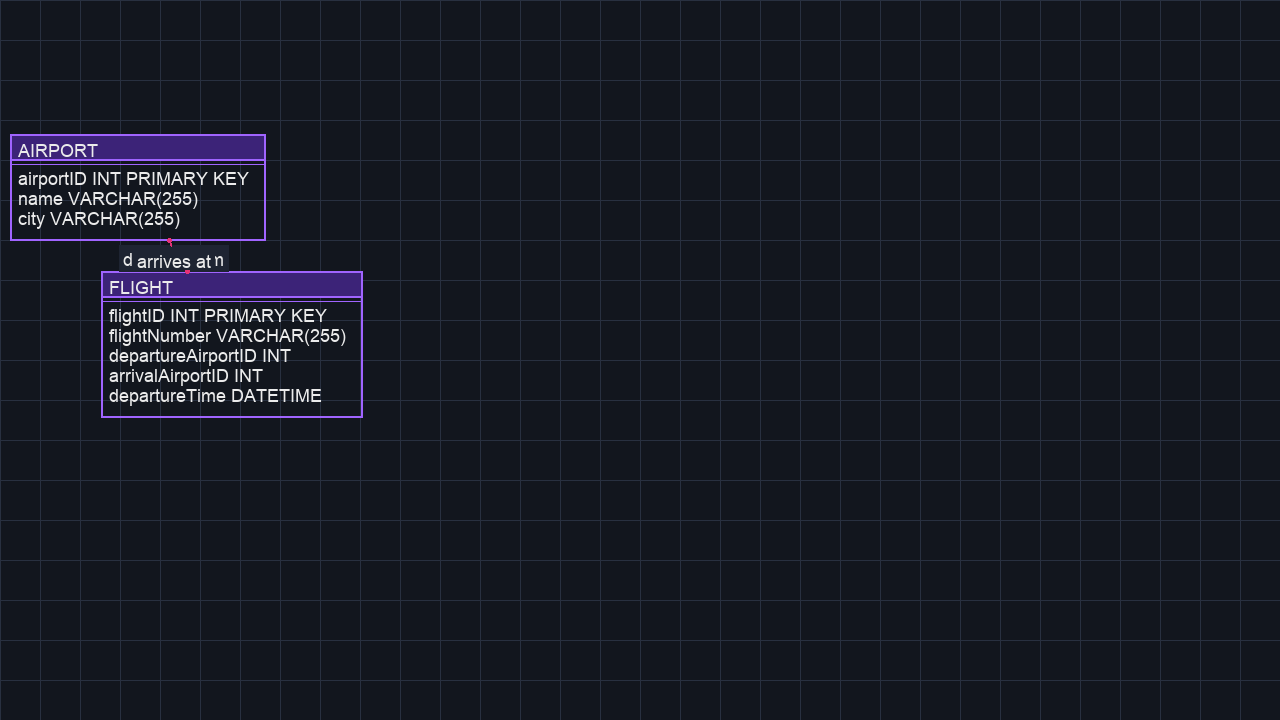 AIRPORT
airportID INT PRIMARY KEY
name VARCHAR(255)
city VARCHAR(255)
arrives at
FLIGHT
flightID INT PRIMARY KEY
flightNumber VARCHAR(255)
departureAirportID INT
arrivalAirportID INT
departureTime DATETIME